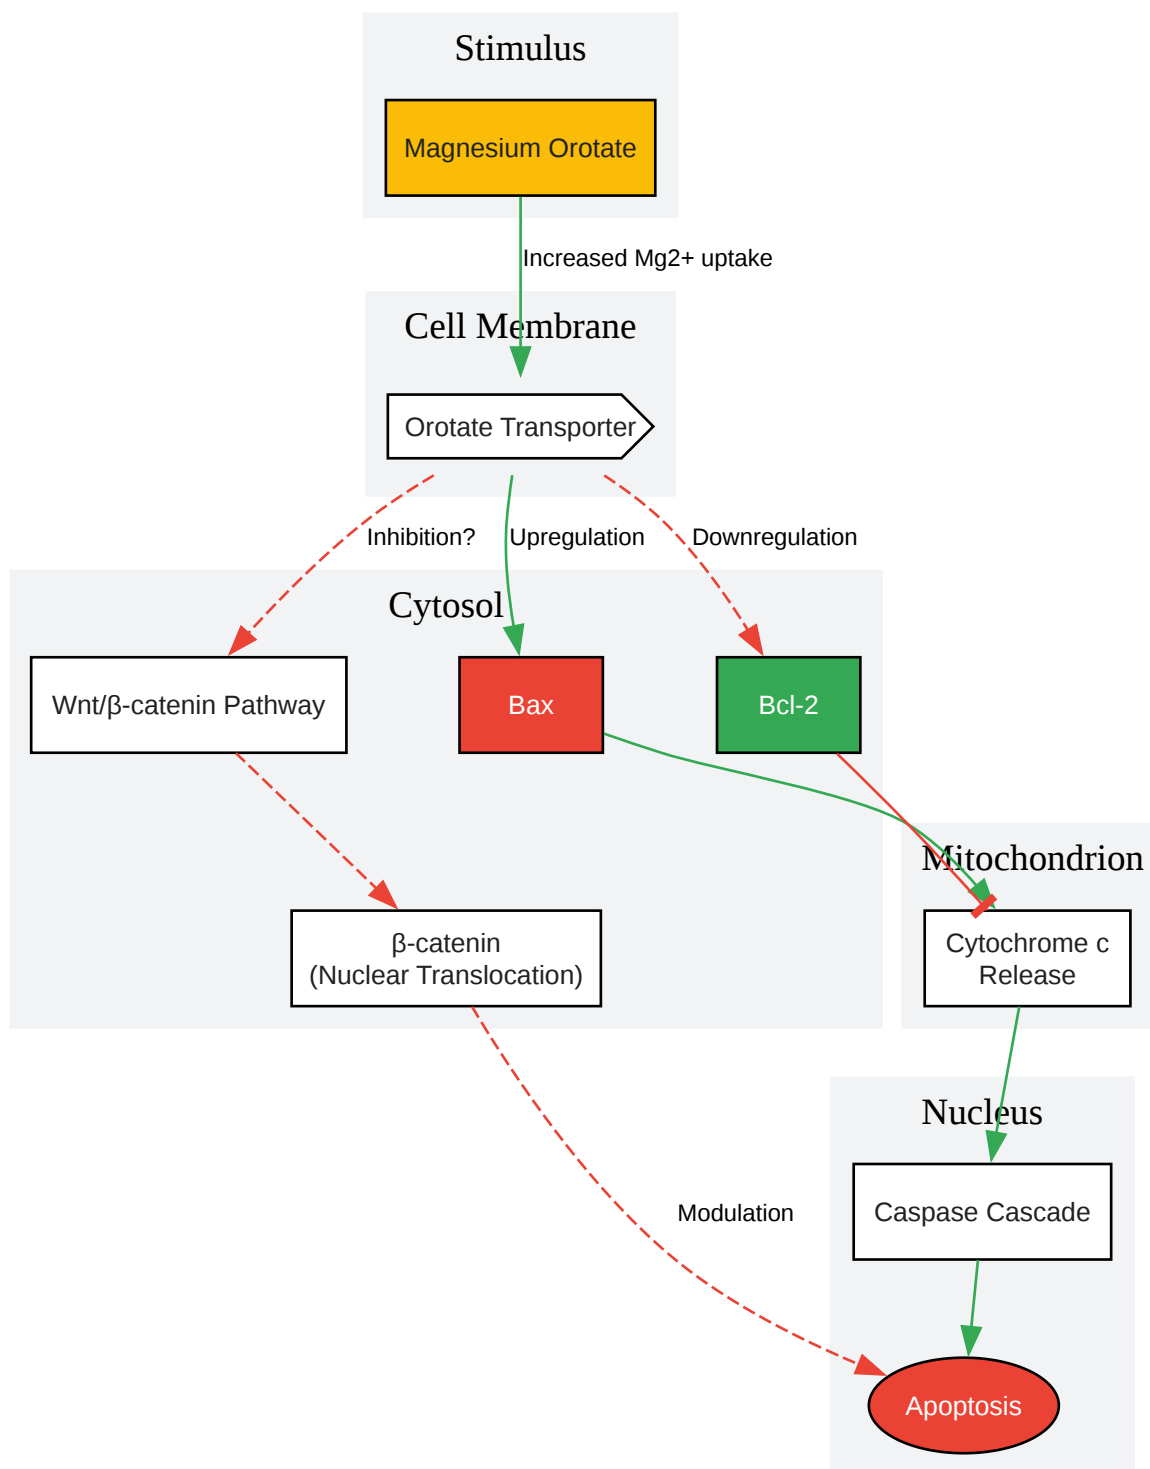 Stimulus
Magnesium Orotate
Increased Mg2+ uptake
Cell Membrane
Orotate Transporter
Inhibition?
Upregulation
Downregulation
Cytosol
Wnt/β-catenin Pathway
Bax
Bcl-2
Mitochondrion
β-catenin
(Nuclear Translocation)
Cytochrome c
Release
Nucleus
Caspase Cascade
Modulation
Apoptosis